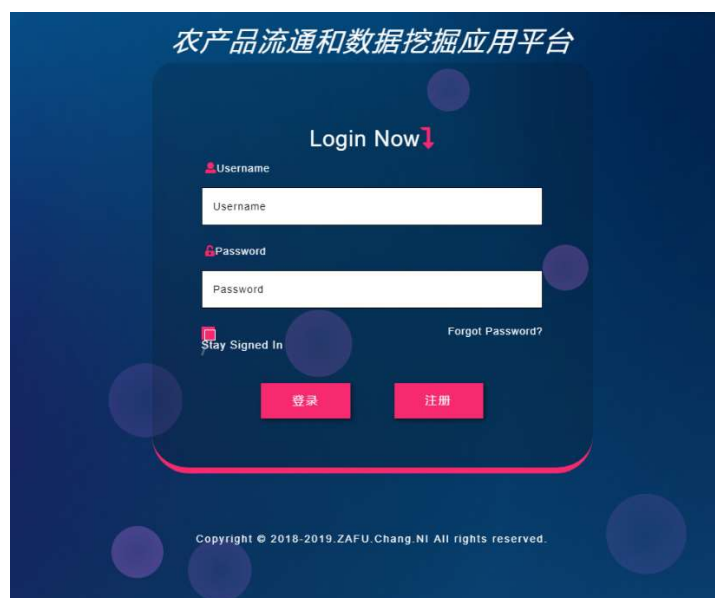 农产品流通和数据挖掘应用平台
Login Now
Username
Username
Password
Password
Forgot Password?
Stay Signed In
登录 注册
Copyright © 2018-2019.ZAFU.Chang.NI All rights reserved.